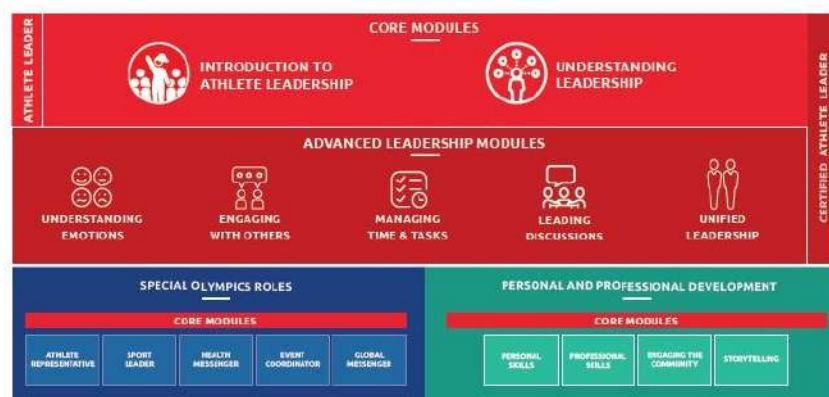 ATHLETE LEADER
CORE MODULES
INTRODUCTION TO
ATHLETE LEADERSHIP
UNDERSTANDING
LEADERSHIP
CERTIFIED ATHLETE LEADER
ADVANCED LEADERSHIP MODULES
UNDERSTANDING
EMOTIONS
ENGAGING
WITH OTHERS
MANAGING
TIME & TASKS
LEADING
DISCUSSIONS
UNIFIED
LEADERSHIP
SPECIAL OLYMPICS ROLES
CORE MODULES
ATHLETE
REPRESENTATIVE
SPORT
LEADER
HEALTH
MESSENGER
EVENT
COORDINATOR
GLOBAL
MESSENGER
PERSONAL AND PROFESSIONAL DEVELOPMENT
CORE MODULES
PERSONAL
SKILLS
PROFESSIONAL
SKILLS
ENGAGING THE
COMMUNITY
STORYTELLING